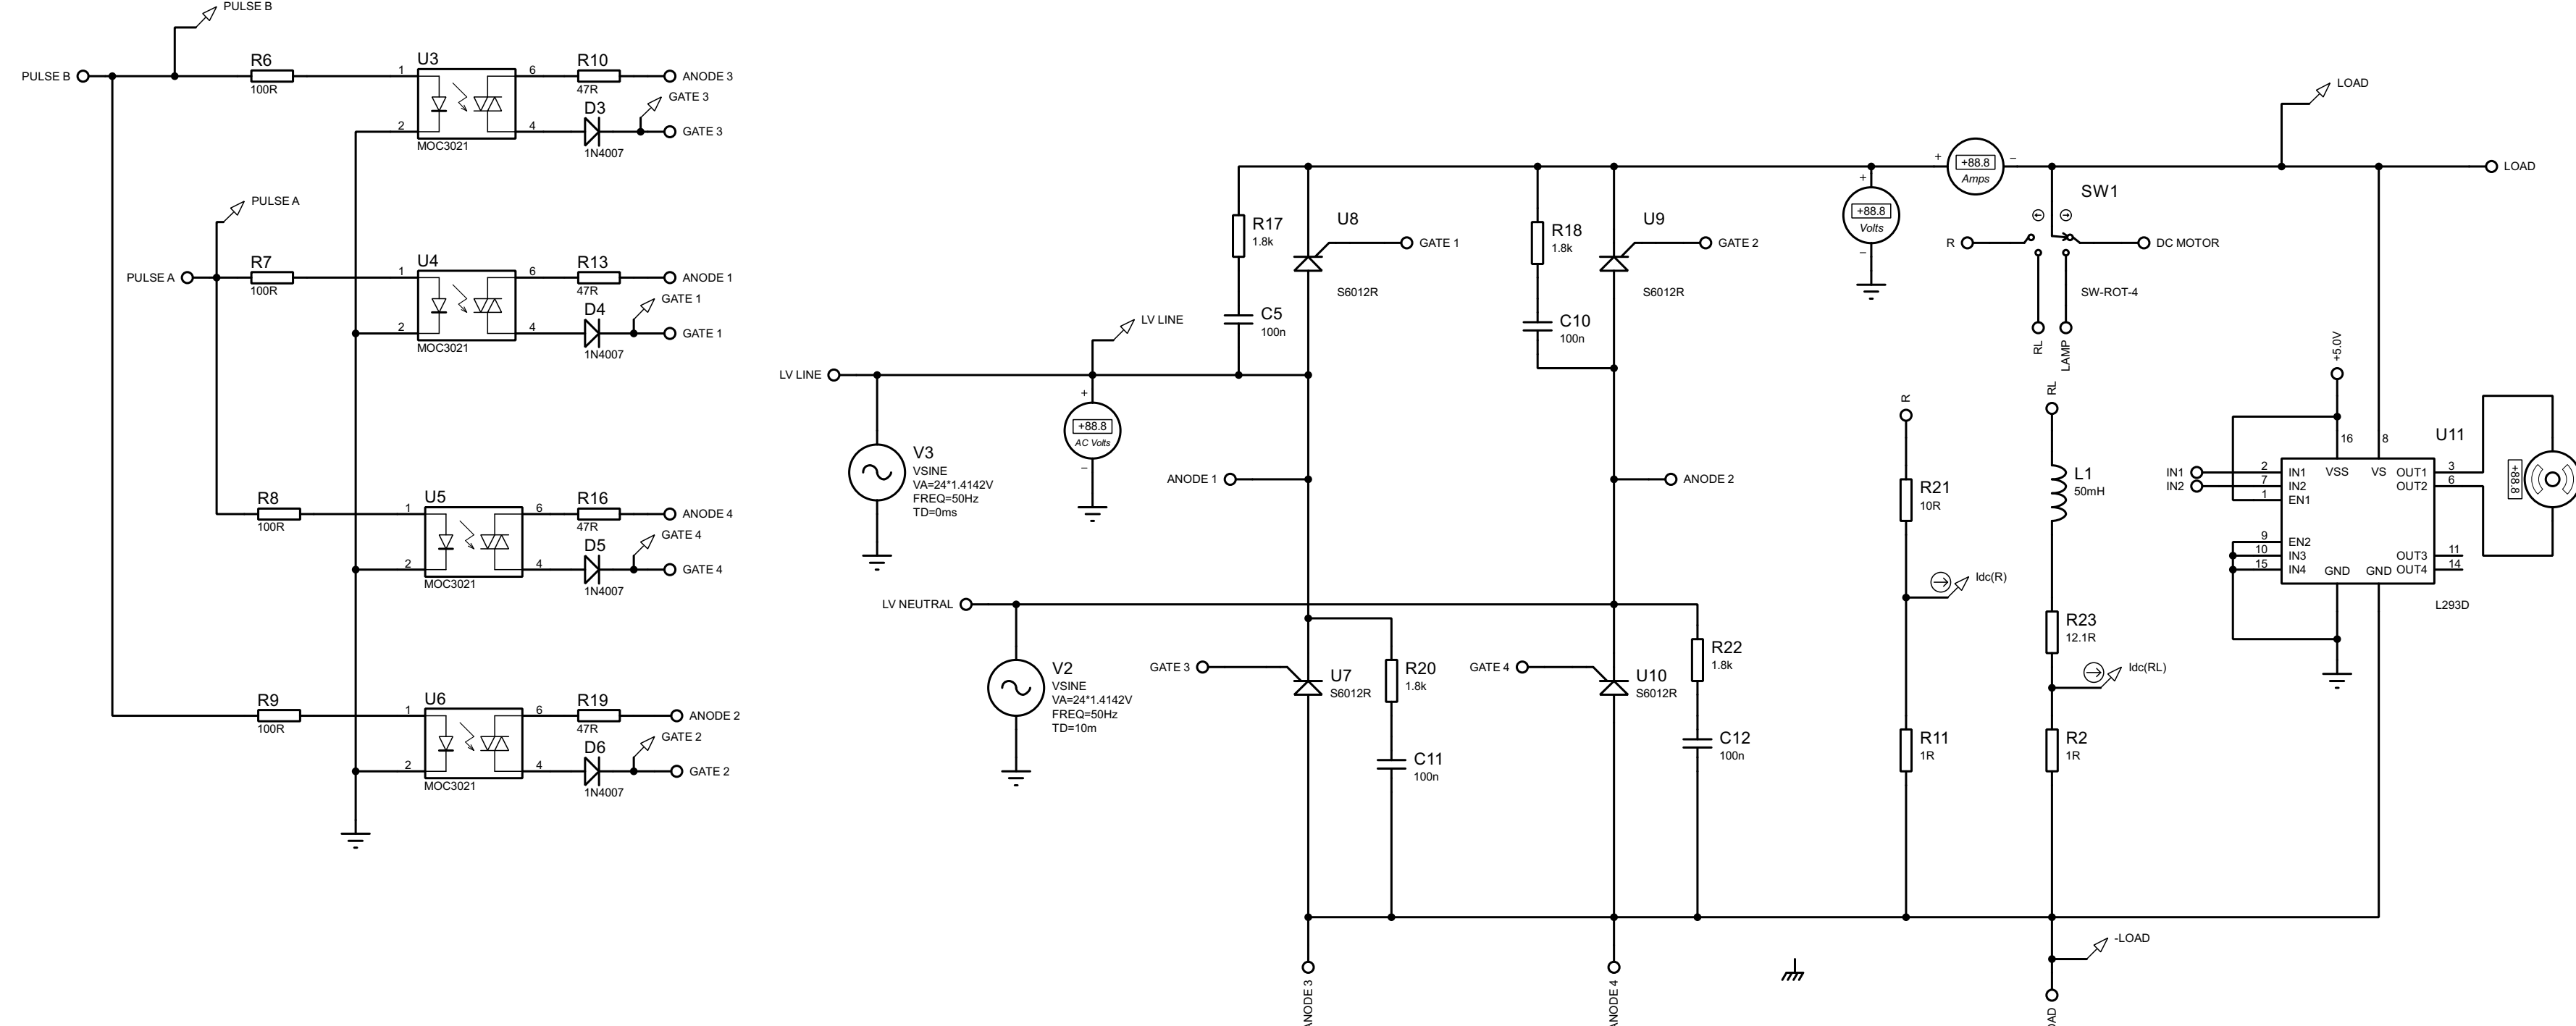 PULSE B
PULSE B
R6
100R
1
2
U3
MOC3021
6
4
R10
47R
ANODE 3
D3
1N4007
GATE 3
GATE 3
PULSE A
PULSE A
R7
100R
1
2
U4
MOC3021
6
4
R13
47R
ANODE 1
D4
1N4007
GATE 1
GATE 1
R8
100R
1
2
U5
MOC3021
6
4
R16
47R
ANODE 4
D5
1N4007
GATE 4
GATE 4
R9
100R
1
2
U6
MOC3021
6
4
R19
47R
ANODE 2
D6
1N4007
GATE 2
GATE 2
LV LINE
LV LINE
V3
VSINE
VA=24*1.4142V
FREQ=50Hz
TD=0ms
+
+88.8
AC Volts
−
R17
1.8k
C5
100n
U8
GATE 1
S6012R
R18
1.8k
C10
100n
U9
GATE 2
S6012R
ANODE 1
ANODE 2
LV NEUTRAL
V2
VSINE
VA=24*1.4142V
FREQ=50Hz
TD=10m
GATE 3
U7
S6012R
R20
1.8k
C11
100n
GATE 4
U10
S6012R
R22
1.8k
C12
100n
ANODE 3
ANODE 4
+
+88.8
Volts
−
+
+88.8
Amps
−
LOAD
LOAD
SW1
R
DC MOTOR
SW-ROT-4
RL
LAMP
R
R21
10R
Idc(R)
R11
1R
RL
L1
50mH
R23
12.1R
Idc(RL)
R2
1R
-LOAD
+5.0V
16
8
U11
IN1
IN2
2
7
1
9
10
15
IN1
IN2
EN1
EN2
IN3
IN4
VSS
VS
OUT1
OUT2
OUT3
OUT4
GND
GND
3
6
11
14
L293D
+88.8